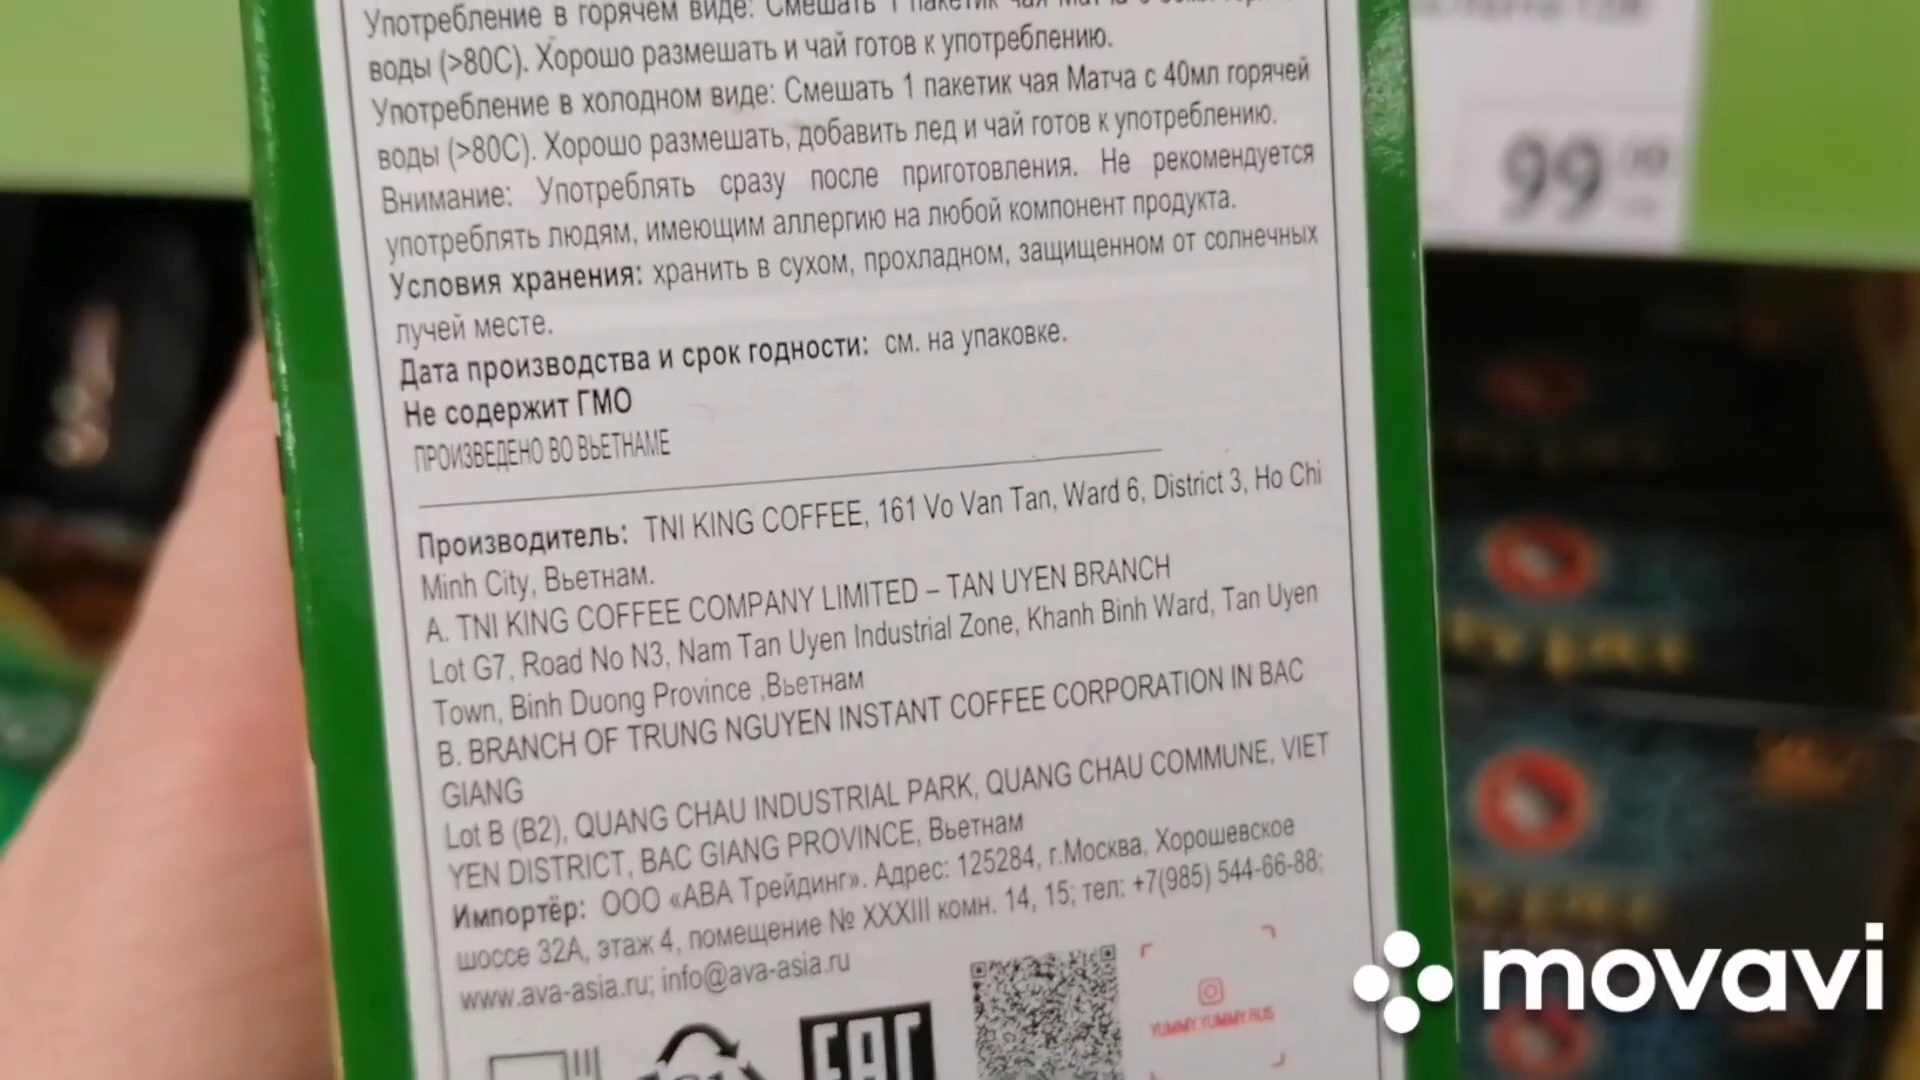 Употребление в горячем виде: Смешать 1 пакетик чая Матча с
воды (>80С). Хорошо размешать и чай готов к употреблению.
Употребление в холодном виде: Смешать 1 пакетик чая Матча с 40мл горячей
воды (>80С). Хорошо размешать, добавить лед и чай готов к употреблению.
Внимание: Употреблять сразу после приготовления. Не рекомендуется
употреблять людям, имеющим аллергию на любой компонент продукта.
Условия хранения: хранить в сухом, прохладном, защищенном от солнечных
лучей месте.
Дата производства и срок годности: см. на упаковке.
Не содержит ГМО
ПРОИЗВЕДЕНО ВО ВЬЕТНАМЕ
Производитель: TNI KING COFFEE, 161 Vo Van Tan, Ward 6, District 3, Ho Chi
Minh City, Вьетнам.
A. TNI KING COFFEE COMPANY LIMITED – TAN UYEN BRANCH
Lot G7, Road No N3, Nam Tan Uyen Industrial Zone, Khanh Binh Ward, Tan Uyen
Town, Binh Duong Province ,Вьетнам
B. BRANCH OF TRUNG NGUYEN INSTANT COFFEE CORPORATION IN BAC
GIANG
Lot B (B2), QUANG CHAU INDUSTRIAL PARK, QUANG CHAU COMMUNE, VIET
YEN DISTRICT, BAC GIANG PROVINCE, Вьетнам
Импортёр: ООО «АВА Трейдинг». Адрес: 125284, г.Москва, Хорошевское
шоссе 32А, этаж 4, помещение № XXXIII комн. 14, 15; тел: +7(985) 544-66-88;
www.ava-asia.ru; info@ava-asia.ru
YUMMY.YUMMY.RUS
EAC
99
movavi